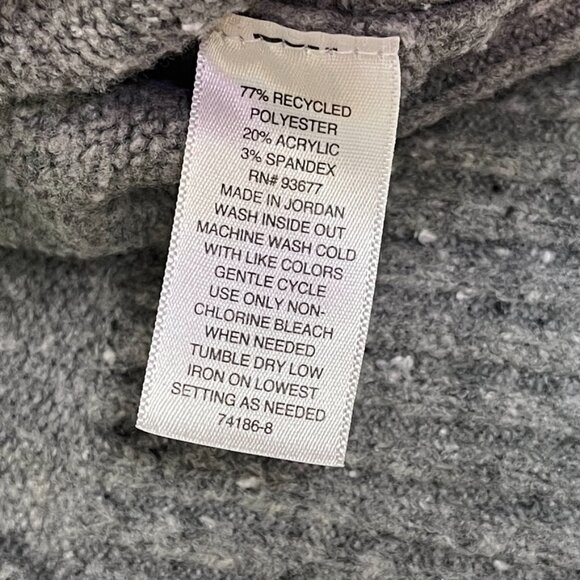 77% RECYCLED
POLYESTER
20% ACRYLIC
3% SPANDEX
RN# 93677
MADE IN JORDAN
WASH INSIDE OUT
MACHINE WASH COLD
WITH LIKE COLORS
GENTLE CYCLE
USE ONLY NON-
CHLORINE BLEACH
WHEN NEEDED
TUMBLE DRY LOW
IRON ON LOWEST
SETTING AS NEEDED
74186-8